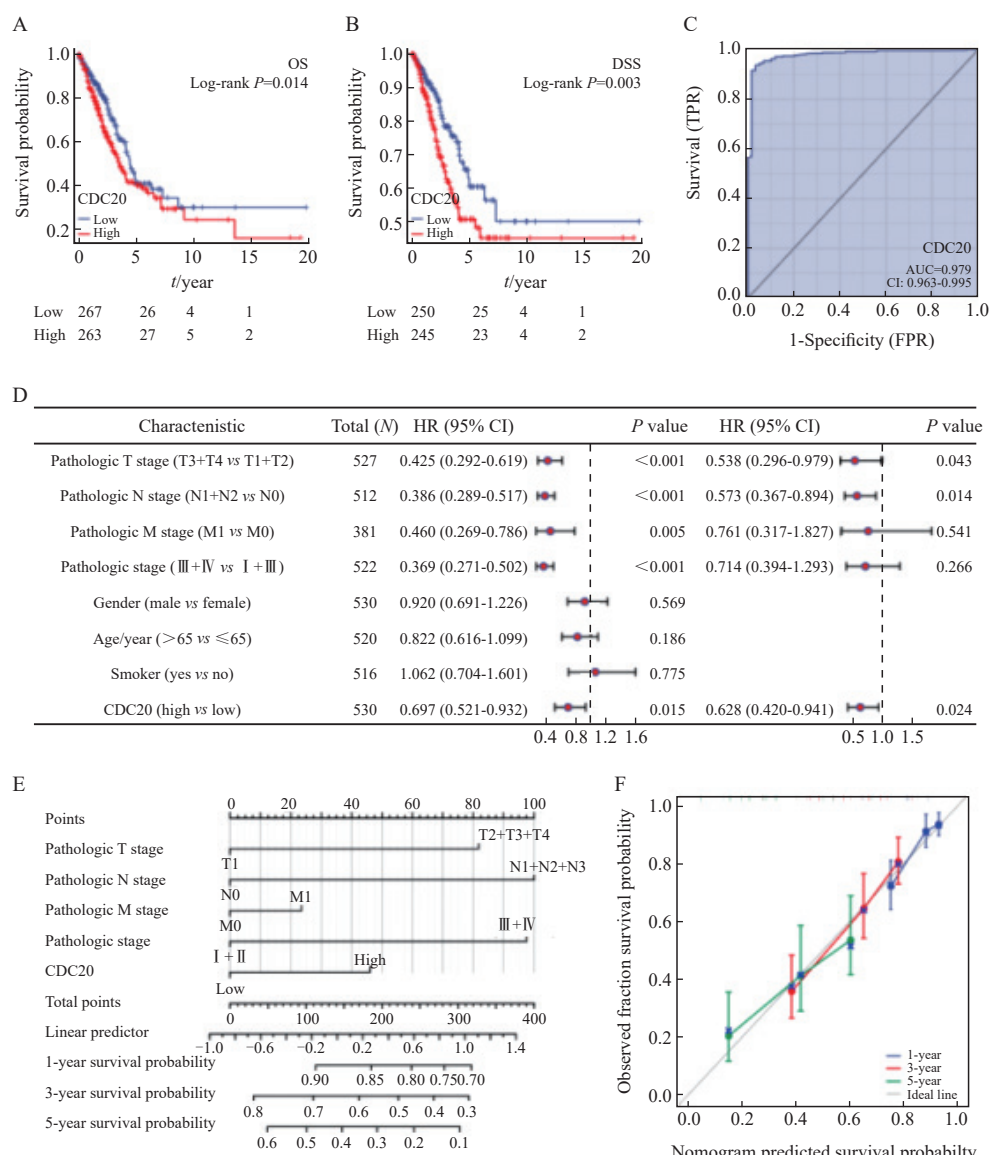 A
OS
Log-rank P=0.014
Survival probability
1.0
0.8
0.6
0.4
0.2
CDC20
Low
High
0 5 10 15 20
t/year
Low 267 26 4 1
High 263 27 5 2
B
DSS
Log-rank P=0.003
Survival probability
1.0
0.9
0.8
0.7
0.6
0.5
CDC20
Low
High
0 5 10 15 20
t/year
Low 250 25 4 1
High 245 23 4 2
C
Survival (TPR)
1.0
0.8
0.6
0.4
0.2
0.0
CDC20
AUC=0.979
CI: 0.963-0.995
0.2 0.4 0.6 0.8 1.0
1-Specificity (FPR)
D
Charactenistic Total (N) HR (95% CI) P value HR (95% CI) P value
Pathologic T stage (T3+T4 vs T1+T2) 527 0.425 (0.292-0.619) <0.001 0.538 (0.296-0.979) 0.043
Pathologic N stage (N1+N2 vs N0) 512 0.386 (0.289-0.517) <0.001 0.573 (0.367-0.894) 0.014
Pathologic M stage (M1 vs M0) 381 0.460 (0.269-0.786) 0.005 0.761 (0.317-1.827) 0.541
Pathologic stage (Ⅲ+Ⅳ vs Ⅰ+Ⅲ) 522 0.369 (0.271-0.502) <0.001 0.714 (0.394-1.293) 0.266
Gender (male vs female) 530 0.920 (0.691-1.226) 0.569
Age/year (>65 vs ≤65) 520 0.822 (0.616-1.099) 0.186
Smoker (yes vs no) 516 1.062 (0.704-1.601) 0.775
CDC20 (high vs low) 530 0.697 (0.521-0.932) 0.015 0.628 (0.420-0.941) 0.024
0.4 0.8 1.2 1.6 0.5 1.0 1.5
E
Points 0 20 40 60 80 100
Pathologic T stage T2+T3+T4
T1
Pathologic N stage N1+N2+N3
N0
Pathologic M stage M1
M0
Pathologic stage Ⅲ+Ⅳ
Ⅰ+Ⅱ
CDC20 High
Low
Total points
0 100 200 300 400
Linear predictor
−1.0 −0.6 −0.2 0.2 0.6 1.0 1.4
1-year survival probability
0.90 0.85 0.80 0.750.70
3-year survival probability
0.8 0.7 0.6 0.5 0.4 0.3
5-year survival probability
0.6 0.5 0.4 0.3 0.2 0.1
F
Observed fraction survival probability
1.0
0.8
0.6
0.4
0.2
0.0
1-year
3-year
5-year
Ideal line
0.0 0.2 0.4 0.6 0.8 1.0
Nomogram predicted survival probabilty